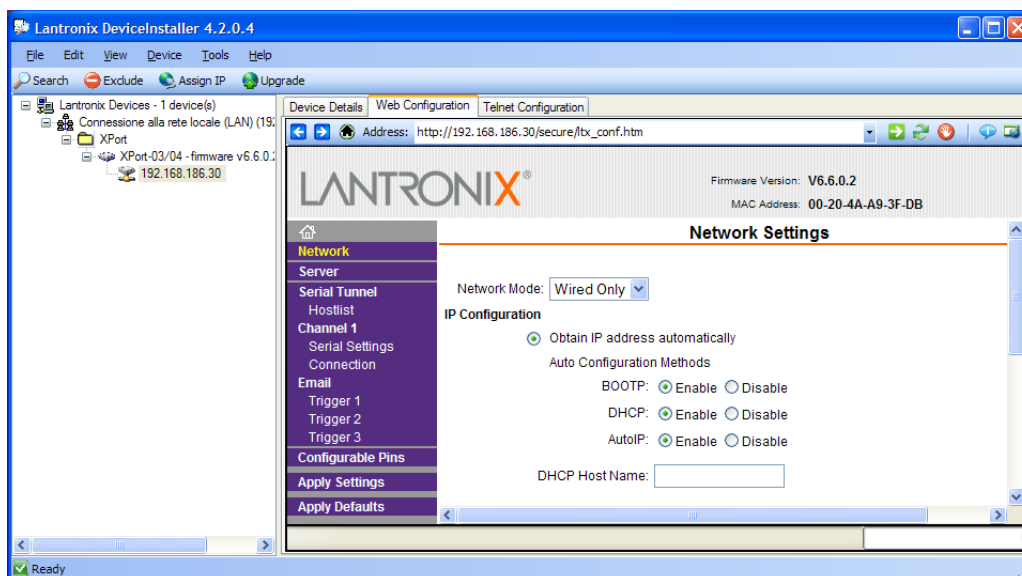 Lantronix DeviceInstaller 4.2.0.4
File Edit View Device Tools Help
Search Exclude Assign IP Upgrade
Lantronix Devices - 1 device(s)
Connessione alla rete locale (LAN) (192
XPort
XPort-03/04 - firmware v6.6.0.2
192.168.186.30
Device Details Web Configuration Telnet Configuration
Address: http://192.168.186.30/secure/ltx_conf.htm
LANTRONIX®
Firmware Version: V6.6.0.2
MAC Address: 00-20-4A-A9-3F-DB
Network
Server
Serial Tunnel
Hostlist
Channel 1
Serial Settings
Connection
Email
Trigger 1
Trigger 2
Trigger 3
Configurable Pins
Apply Settings
Apply Defaults
Network Settings
Network Mode: Wired Only
IP Configuration
Obtain IP address automatically
Auto Configuration Methods
BOOTP: Enable Disable
DHCP: Enable Disable
AutoIP: Enable Disable
DHCP Host Name:
Ready